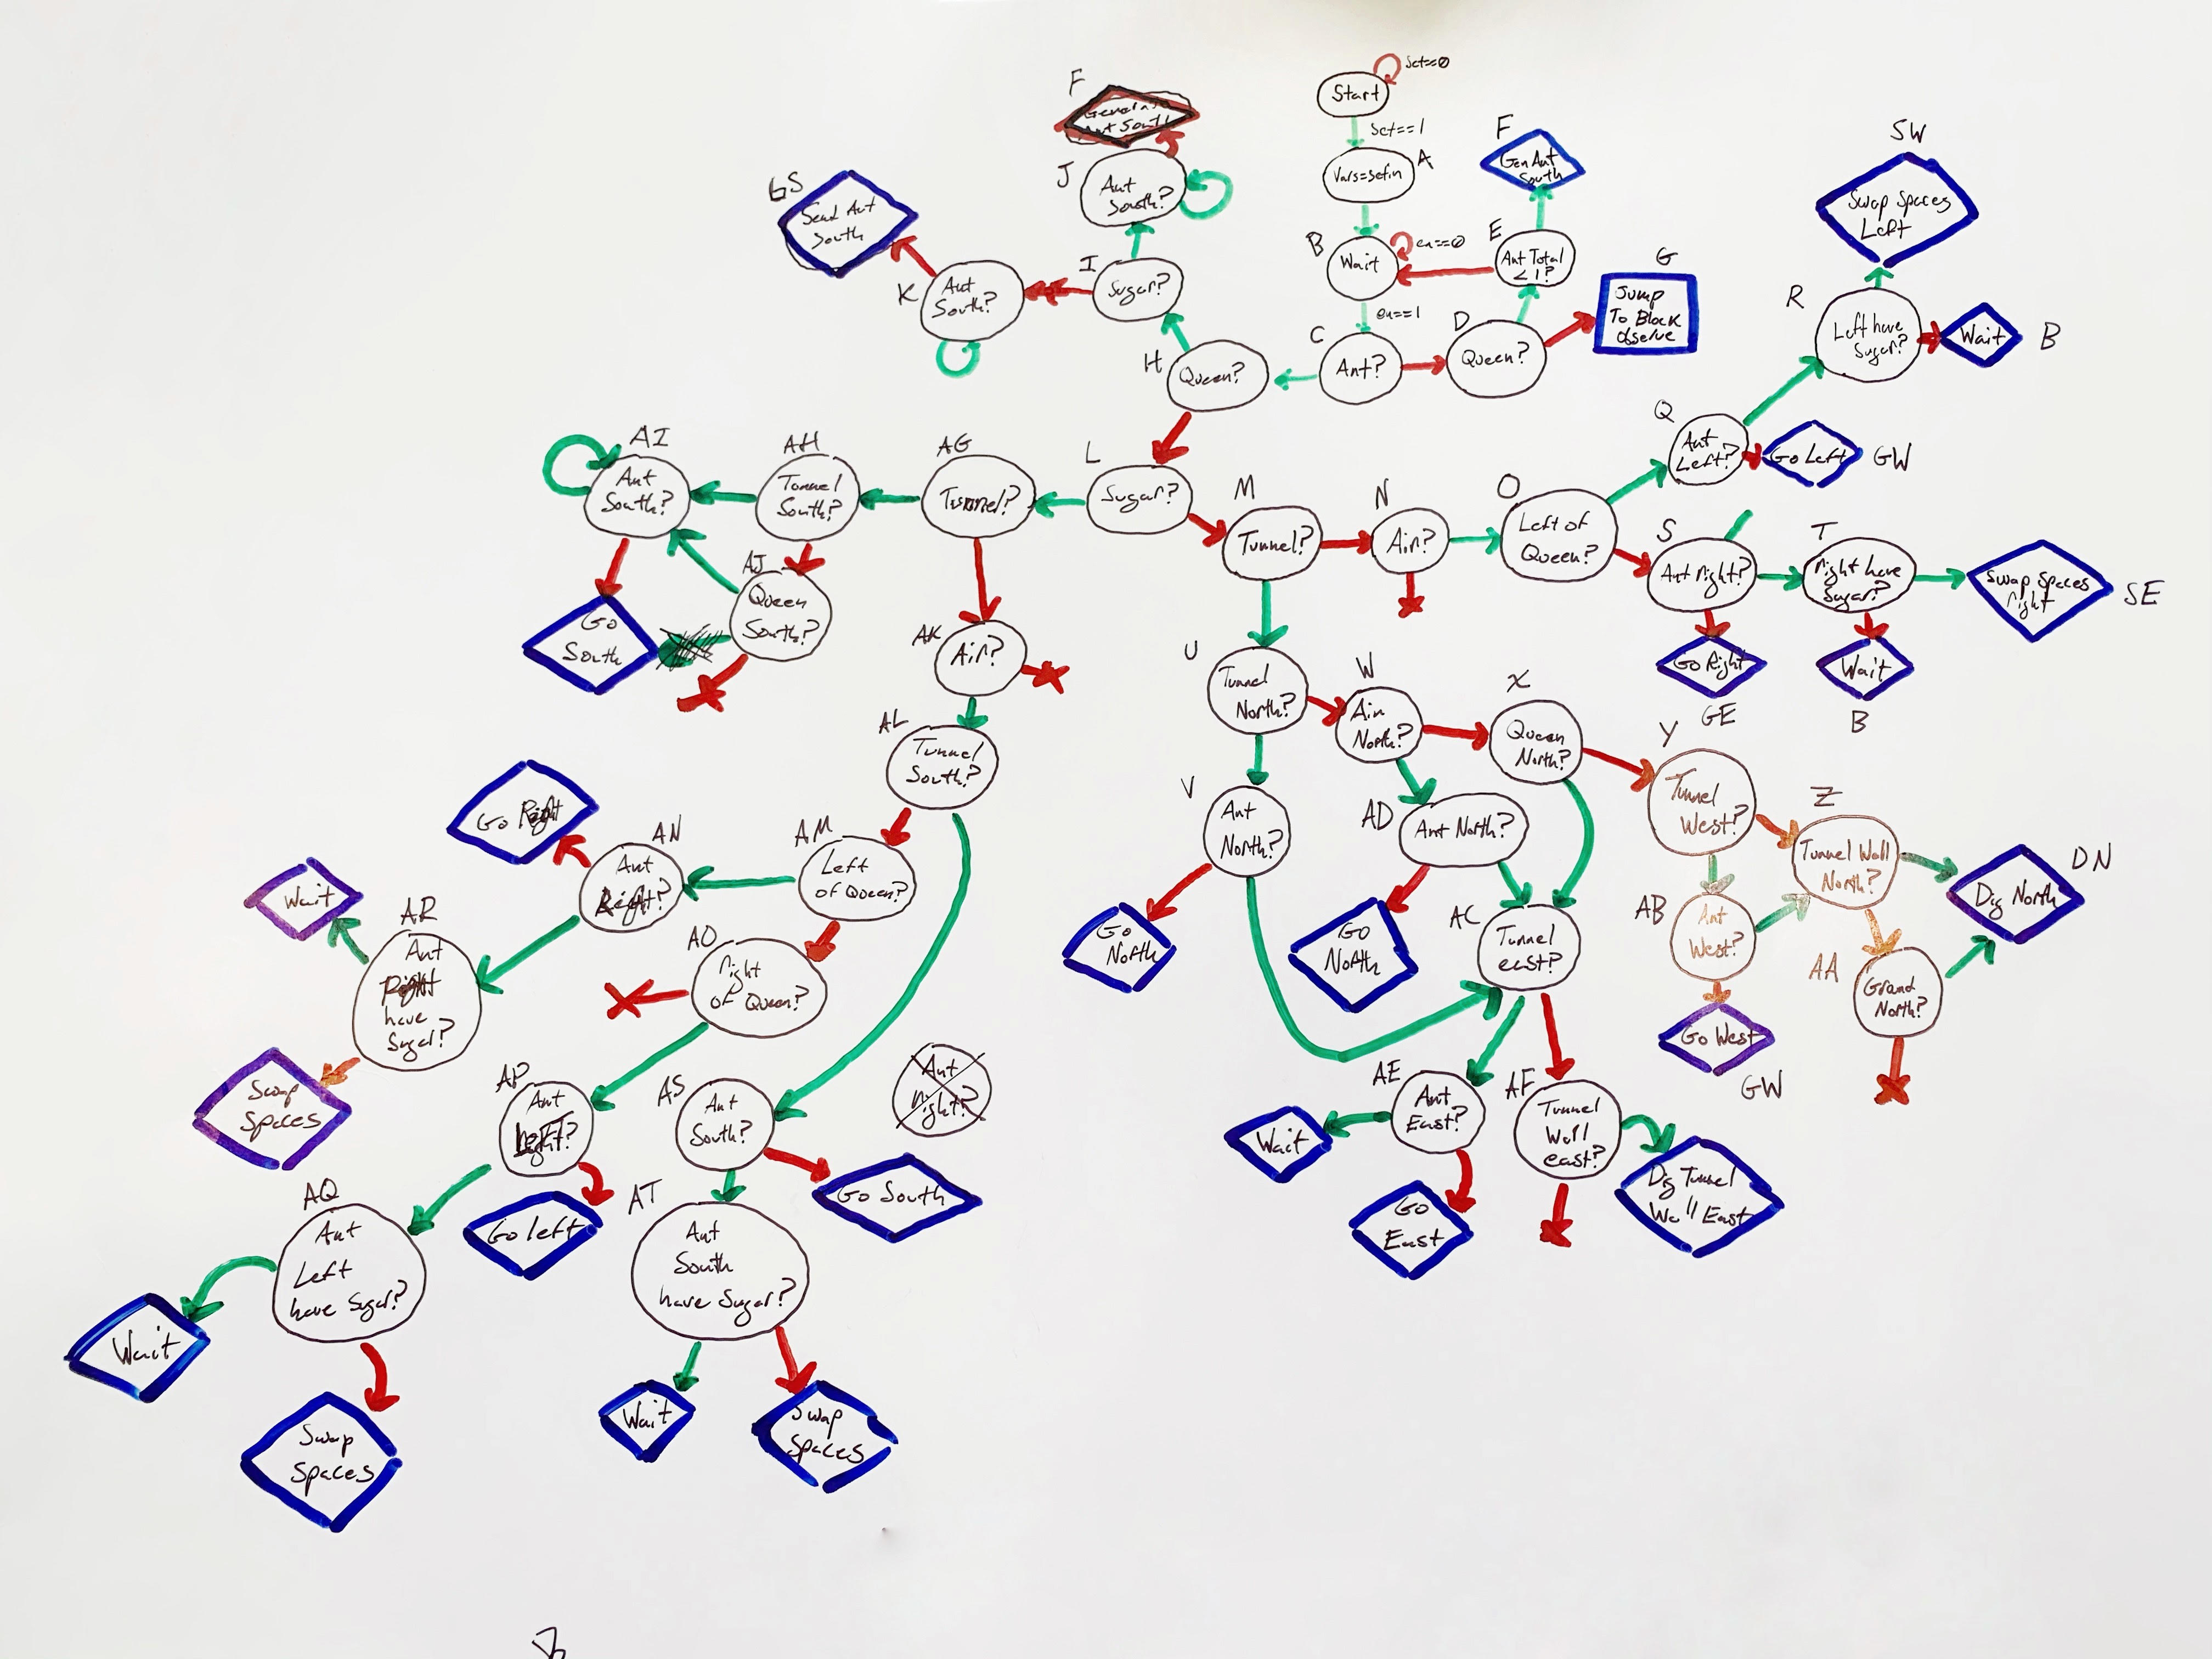 Set==0
Start
Set==1
A
Vars=Setin
B
Wait
en==0
en==1
C
Ant?
D
Queen?
E
Ant Total
<1?
F
Gen Ant
South
G
Jump
To Block
observe
H
Queen?
I
Sugar?
J
Ant
South?
F
Ant South
K
Ant
South?
GS
Send Ant
South
L
Sugar?
M
Tunnel?
N
Air?
O
Left of
Queen?
Q
Ant
Left?
Go Left
GW
R
Left have
Sugar?
SW
Swap Spaces
Left
Wait
B
S
Ant right?
Go Right
GE
T
right have
Sugar?
Swap Spaces
right
SE
Wait
B
AG
Tunnel?
AH
Tunnel
South?
AI
Ant
South?
Go
South
AJ
Queen
South?
AK
Air?
AL
Tunnel
South?
AM
Left
of Queen?
AN
Ant
Right?
Go Right
AR
Ant
Right
have
Sugar?
Wait
Swap
Spaces
AO
right
of Queen?
AP
Ant
Left?
Go left
AQ
Ant
Left
have Sugar?
Wait
Swap
Spaces
AS
Ant
South?
Go South
AT
Ant
South
have Sugar?
Wait
Swap
Spaces
Ant
right?
U
Tunnel
North?
V
Ant
North?
Go
North
W
Air
North?
X
Queen
North?
AD
Ant North?
Go
North
AC
Tunnel
east?
AE
Ant
East?
Wait
Go
East
AF
Tunnel
Wall
east?
Dig Tunnel
Wall East
Y
Tunnel
West?
Z
Tunnel Wall
North?
DN
Dig North
AB
Ant
West?
Go West
GW
AA
Grand
North?